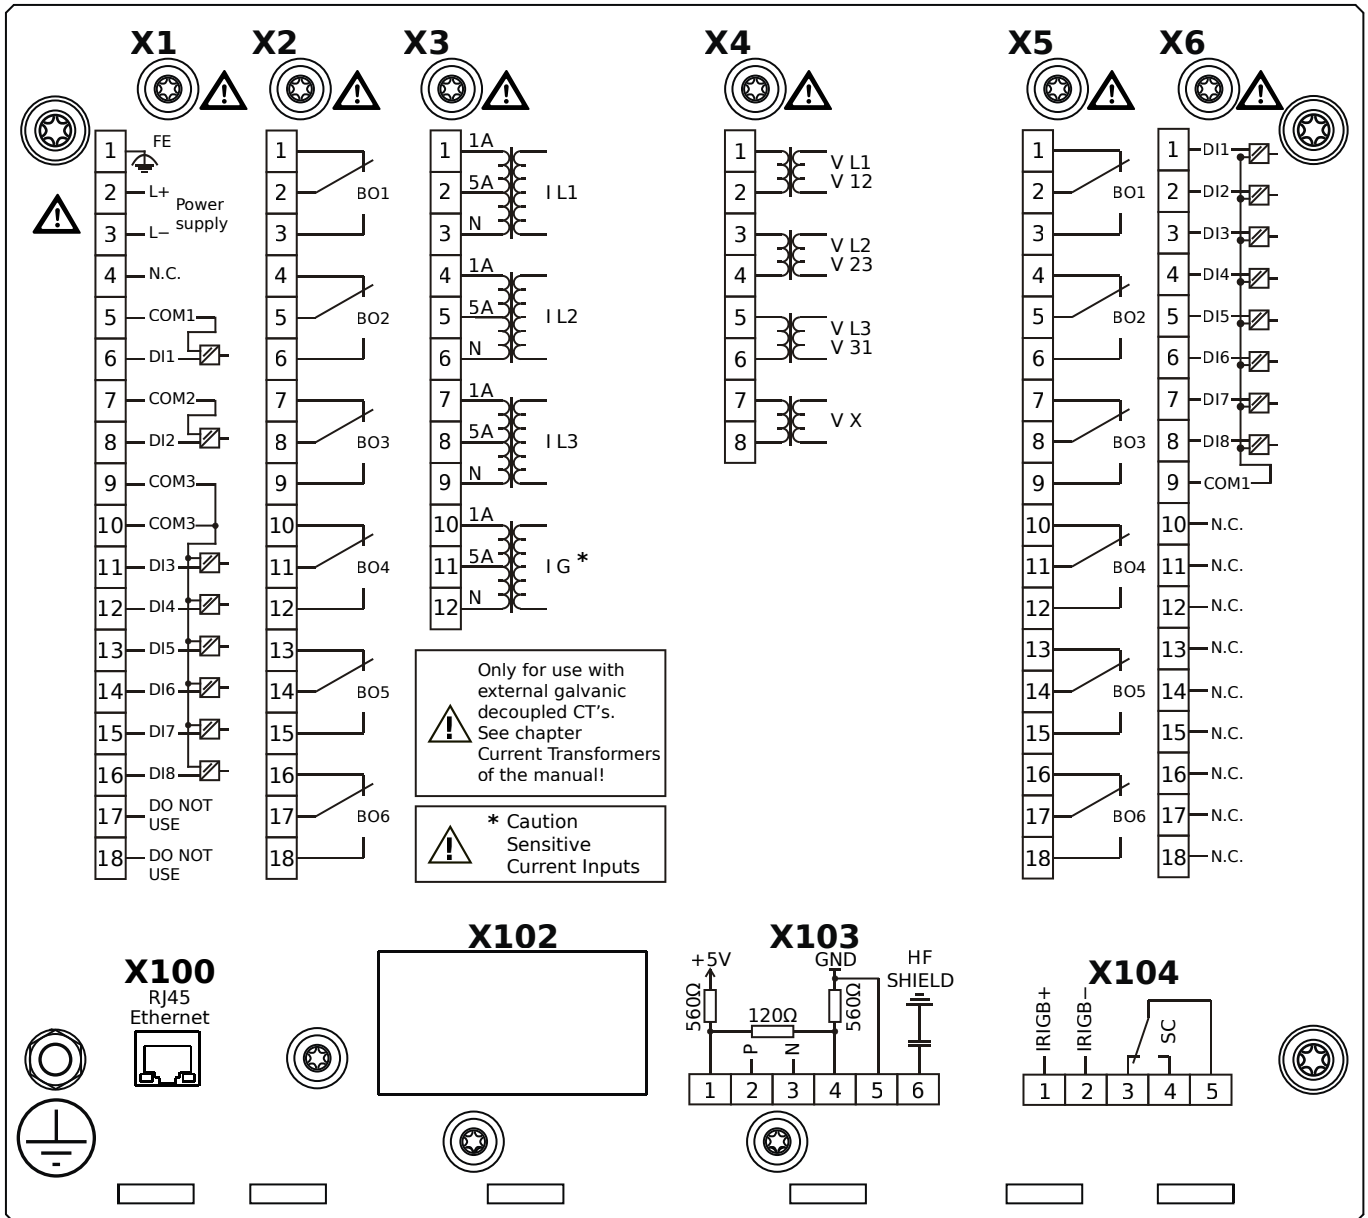 X1 X2 X3 X4 X5 X6
1 FE
2 L+ Power
3 L− supply
4 N.C.
5 COM1
6 DI1
7 COM2
8 DI2
9 COM3
10 COM3
11 DI3
12 DI4
13 DI5
14 DI6
15 DI7
16 DI8
17 DO NOT
USE
18 DO NOT
USE
1
2 BO1
3
4
5 BO2
6
7
8 BO3
9
10
11 BO4
12
13
14 BO5
15
16
17 BO6
18
1 1A
2 5A I L1
3 N
4 1A
5 5A I L2
6 N
7 1A
8 5A I L3
9 N
10 1A
11 5A I G *
12 N
Only for use with
external galvanic
decoupled CT's.
See chapter
Current Transformers
of the manual!
* Caution
Sensitive
Current Inputs
1 V L1
2 V 12
3 V L2
4 V 23
5 V L3
6 V 31
7 V X
8
1
2 BO1
3
4
5 BO2
6
7
8 BO3
9
10
11 BO4
12
13
14 BO5
15
16
17 BO6
18
1 DI1
2 DI2
3 DI3
4 DI4
5 DI5
6 DI6
7 DI7
8 DI8
9 COM1
10 N.C.
11 N.C.
12 N.C.
13 N.C.
14 N.C.
15 N.C.
16 N.C.
17 N.C.
18 N.C.
X100
RJ45
Ethernet
X102
X103
+5V GND HF
SHIELD
560Ω 120Ω 560Ω
P N
1 2 3 4 5 6
X104
IRIGB+ IRIGB− SC
1 2 3 4 5